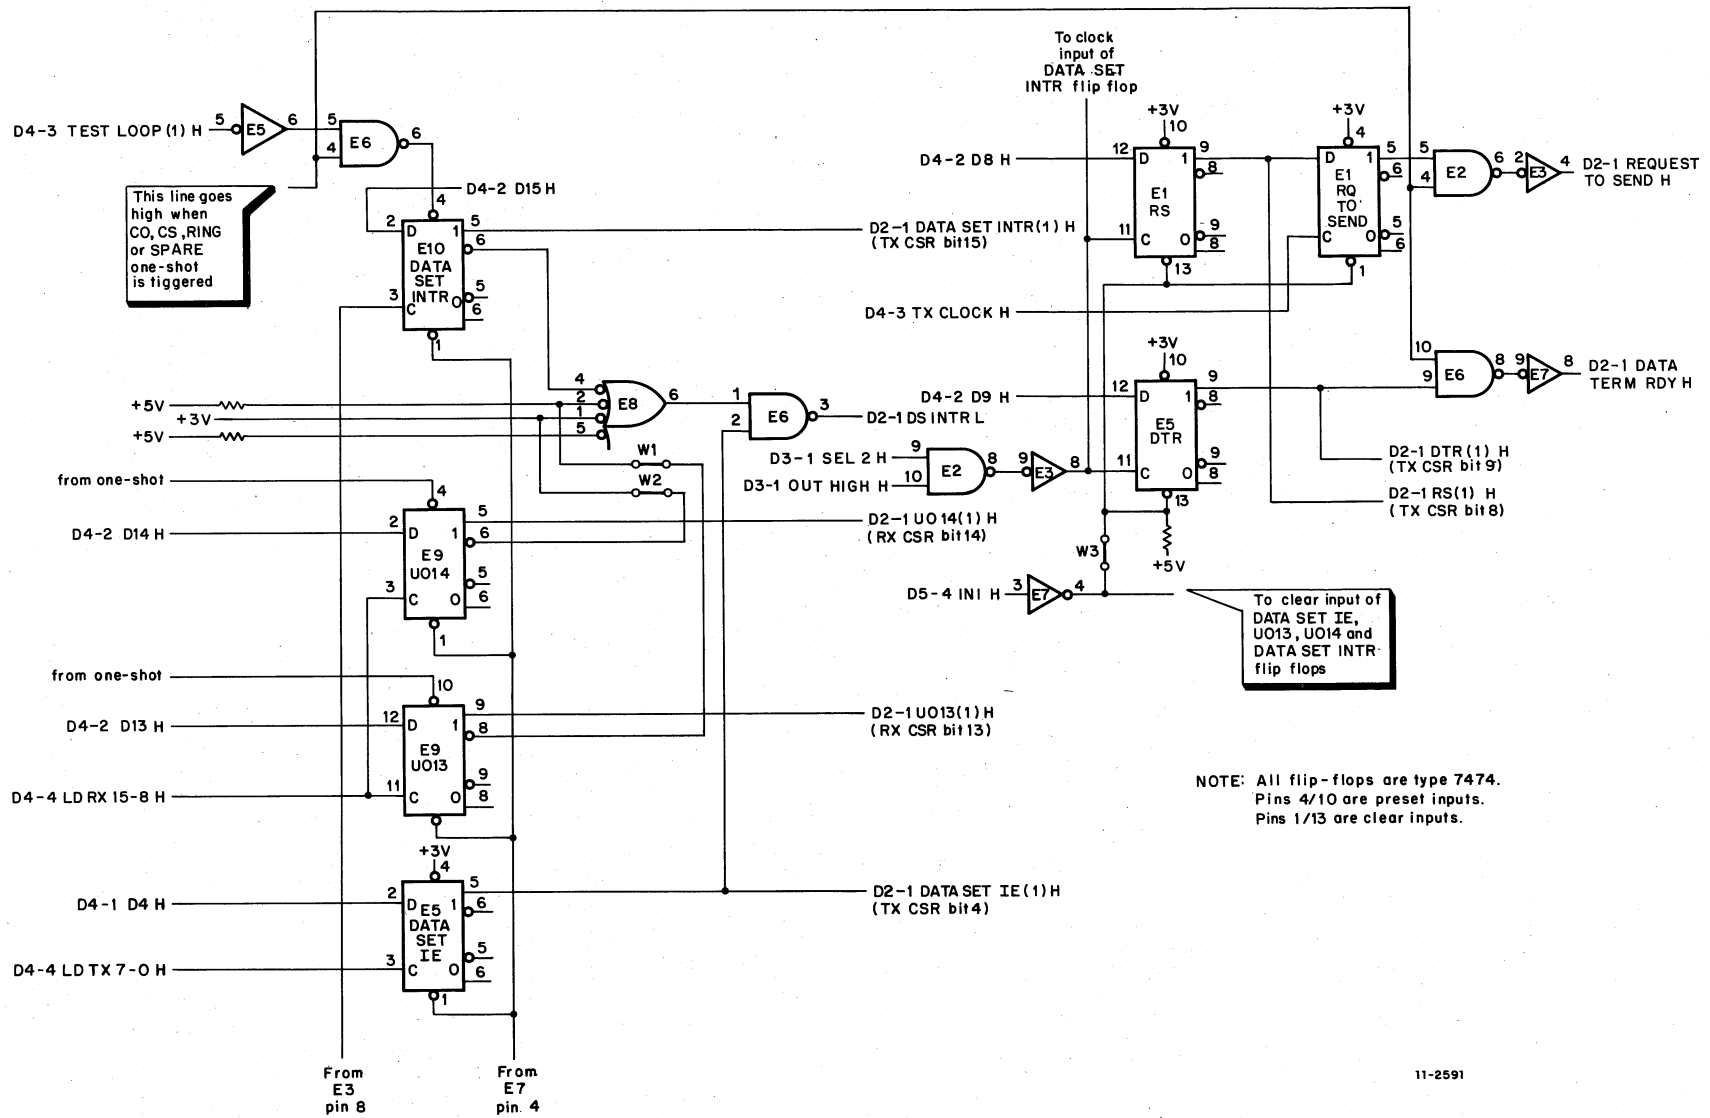 To clock
input of
DATA SET
INTR flip flop
D4-3 TEST LOOP (1) H
5
E5
6
5
4
E6
6
This line goes
high when
CO, CS ,RING
or SPARE
one-shot
is tiggered
D4-2 D15 H
4
2
D
1
5
6
E10
DATA
SET
INTR
3
C
O
5
6
1
D2-1 DATA SET INTR(1) H
(TX CSR bit15)
+5V
+3V
+5V
4
2
1
5
E8
6
1
2
E6
3
D2-1 DS INTR L
W1
W2
from one-shot
4
D4-2 D14 H
2
D
1
5
6
E9
UO14
3
C
O
5
6
1
D2-1 UO 14(1) H
(RX CSR bit14)
from one-shot
10
D4-2 D13 H
12
D
1
9
8
E9
UO13
D4-4 LD RX 15-8 H
11
C
O
9
8
D2-1 UO13(1) H
(RX CSR bit13)
+3V
4
D4-1 D4 H
2
D
1
5
6
E5
DATA
SET
IE
D4-4 LD TX 7-0 H
3
C
O
5
6
1
D2-1 DATA SET IE(1) H
(TX CSR bit4)
From
E3
pin 8
From
E7
pin 4
+3V
10
D4-2 D8 H
12
D
1
9
8
E1
RS
11
C
O
9
8
13
+3V
4
D
1
5
6
E1
RQ
TO
SEND
C
O
5
6
1
5
4
E2
6
2
E3
4
D2-1 REQUEST
TO SEND H
D4-3 TX CLOCK H
+3V
10
D4-2 D9 H
12
D
1
9
8
E5
DTR
11
C
O
9
8
13
D3-1 SEL 2 H
D3-1 OUT HIGH H
9
10
E2
8
9
E3
8
10
9
E6
8
9
E7
8
D2-1 DATA
TERM RDY H
D2-1 DTR (1) H
(TX CSR bit 9)
D2-1 RS(1) H
(TX CSR bit 8)
W3
+5V
D5-4 INI H
3
E7
4
To clear input of
DATA SET IE,
UO13, UO14 and
DATA SET INTR
flip flops
NOTE: All flip-flops are type 7474.
Pins 4/10 are preset inputs.
Pins 1/13 are clear inputs.
11-2591